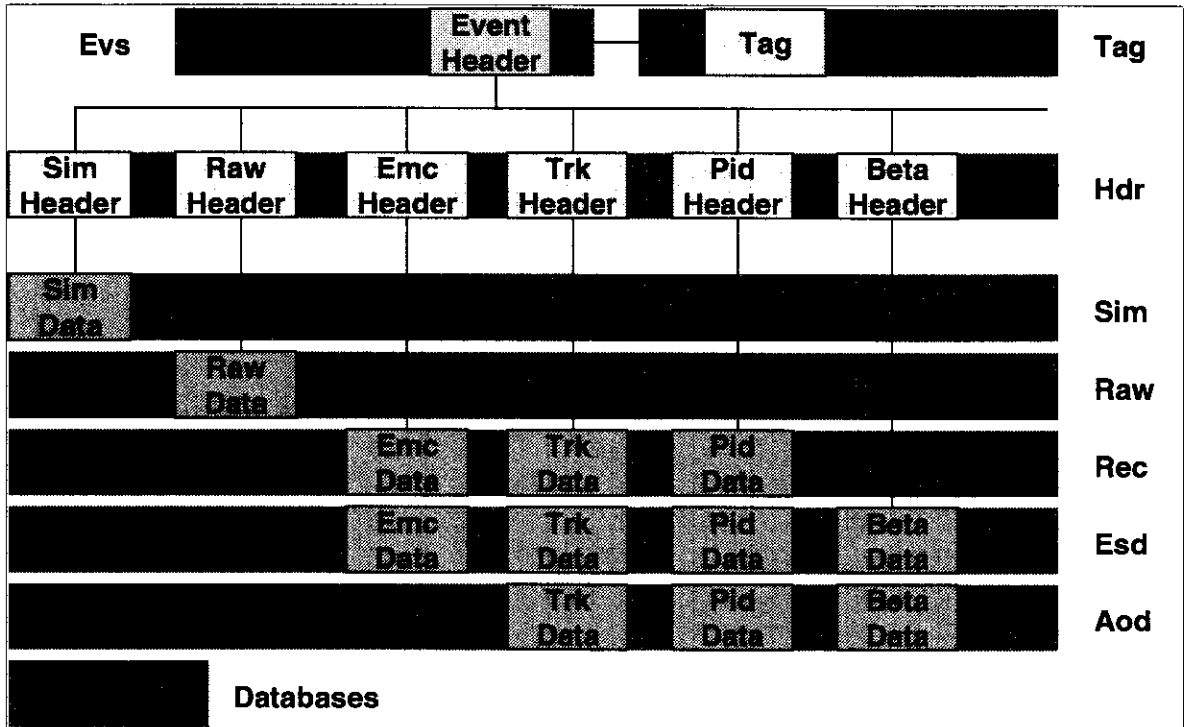 Evs
Event
Header
Tag
Tag
Sim
Header
Raw
Header
Emc
Header
Trk
Header
Pid
Header
Beta
Header
Hdr
Sim
Data
Sim
Raw
Data
Raw
Emc
Data
Trk
Data
Pid
Data
Rec
Emc
Data
Trk
Data
Pid
Data
Beta
Data
Esd
Trk
Data
Pid
Data
Beta
Data
Aod
Databases